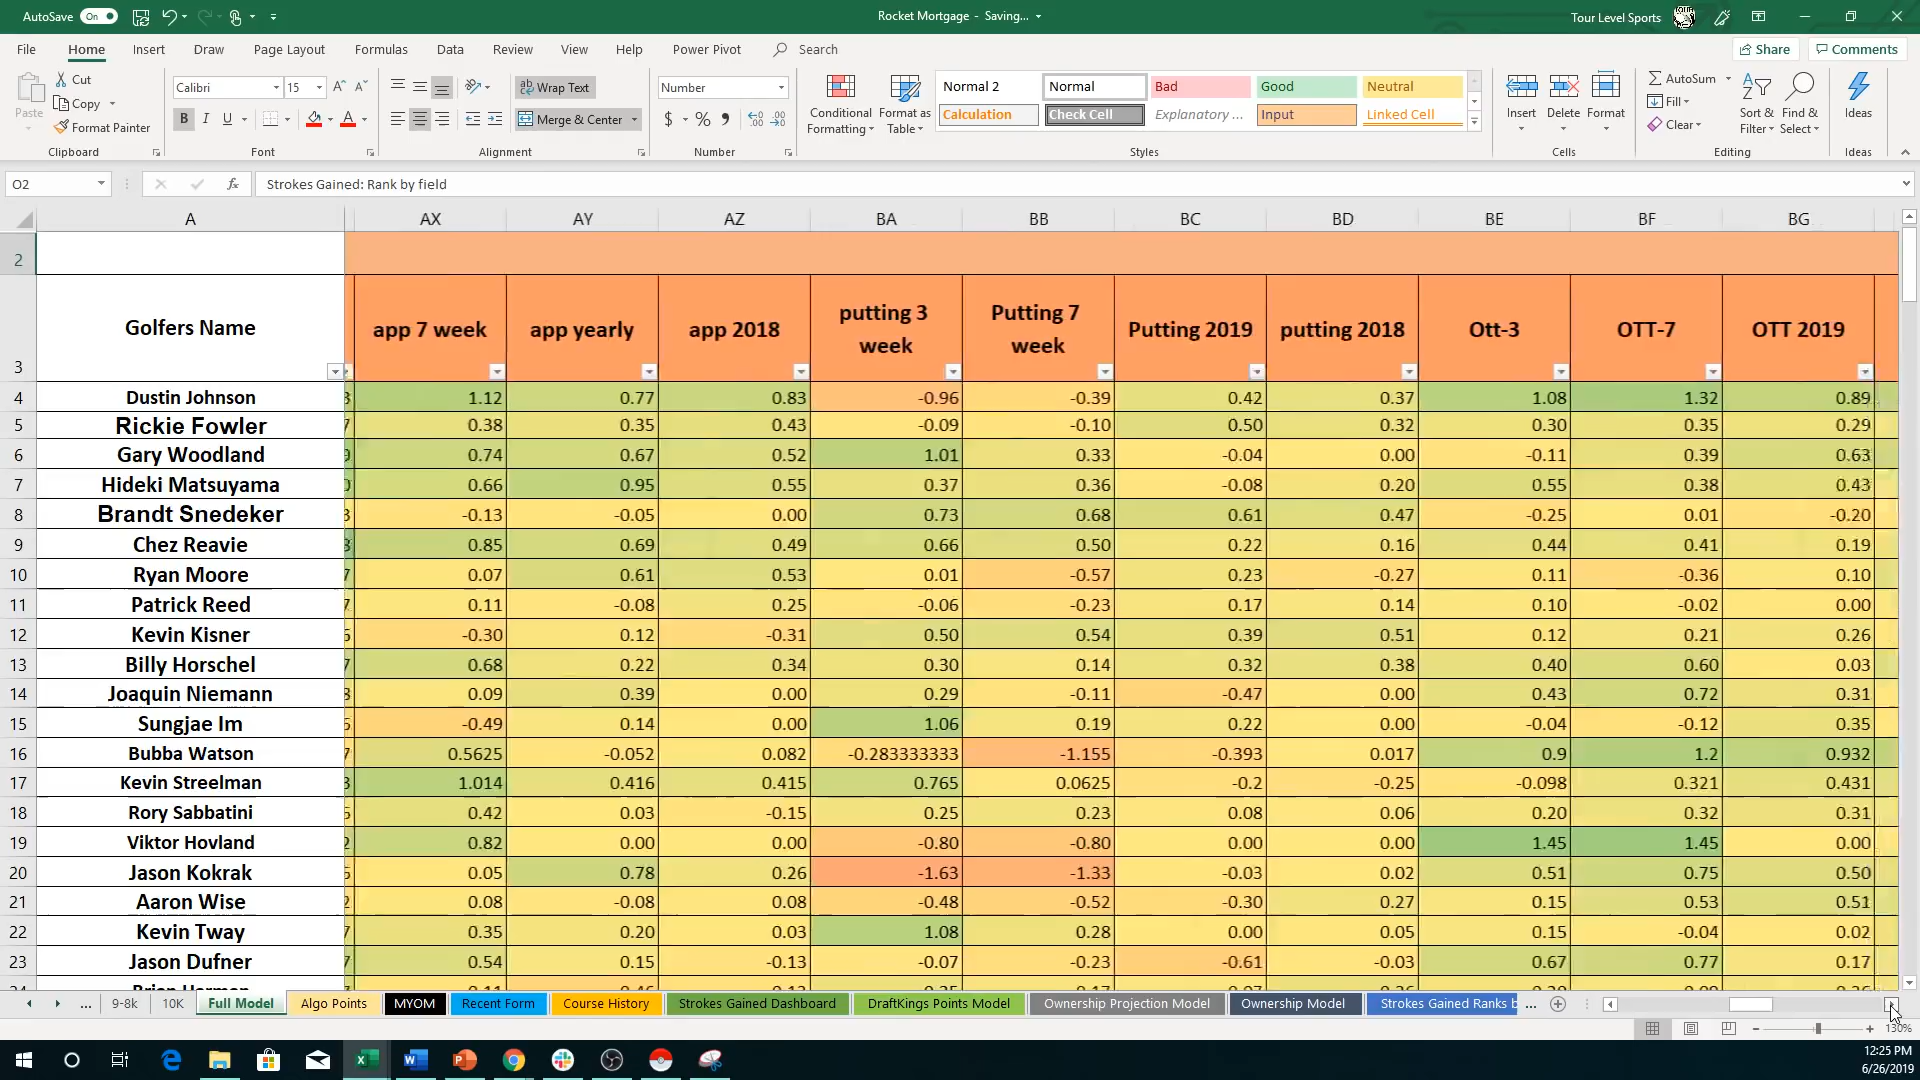 AutoSave On Rocket Mortgage - Saving... Tour Level Sports
File Home Insert Draw Page Layout Formulas Data Review View Help Power Pivot Search Share Comments
Paste Cut Copy Format Painter Clipboard
Calibri 15 A A B I U A Font
ab Wrap Text Merge & Center Alignment
Number $ % , Number
Conditional Formatting Format as Table
Normal 2 Normal Bad Good Neutral
Calculation Check Cell Explanatory ... Input Linked Cell
Styles
Insert Delete Format Cells
AutoSum Fill Clear Sort & Filter Find & Select Editing
Ideas Ideas
O2 fx Strokes Gained: Rank by field
A AX AY AZ BA BB BC BD BE BF BG
2
3 Golfers Name app 7 week app yearly app 2018 putting 3 week Putting 7 week Putting 2019 putting 2018 Ott-3 OTT-7 OTT 2019
4 Dustin Johnson 1.12 0.77 0.83 -0.96 -0.39 0.42 0.37 1.08 1.32 0.89
5 Rickie Fowler 0.38 0.35 0.43 -0.09 -0.10 0.50 0.32 0.30 0.35 0.29
6 Gary Woodland 0.74 0.67 0.52 1.01 0.33 -0.04 0.00 -0.11 0.39 0.63
7 Hideki Matsuyama 0.66 0.95 0.55 0.37 0.36 -0.08 0.20 0.55 0.38 0.43
8 Brandt Snedeker -0.13 -0.05 0.00 0.73 0.68 0.61 0.47 -0.25 0.01 -0.20
9 Chez Reavie 0.85 0.69 0.49 0.66 0.50 0.22 0.16 0.44 0.41 0.19
10 Ryan Moore 0.07 0.61 0.53 0.01 -0.57 0.23 -0.27 0.11 -0.36 0.10
11 Patrick Reed 0.11 -0.08 0.25 -0.06 -0.23 0.17 0.14 0.10 -0.02 0.00
12 Kevin Kisner -0.30 0.12 -0.31 0.50 0.54 0.39 0.51 0.12 0.21 0.26
13 Billy Horschel 0.68 0.22 0.34 0.30 0.14 0.32 0.38 0.40 0.60 0.03
14 Joaquin Niemann 0.09 0.39 0.00 0.29 -0.11 -0.47 0.00 0.43 0.72 0.31
15 Sungjae Im -0.49 0.14 0.00 1.06 0.19 0.22 0.00 -0.04 -0.12 0.35
16 Bubba Watson 0.5625 -0.052 0.082 -0.283333333 -1.155 -0.393 0.017 0.9 1.2 0.932
17 Kevin Streelman 1.014 0.416 0.415 0.765 0.0625 -0.2 -0.25 -0.098 0.321 0.431
18 Rory Sabbatini 0.42 0.03 -0.15 0.25 0.23 0.08 0.06 0.20 0.32 0.31
19 Viktor Hovland 0.82 0.00 0.00 -0.80 -0.80 0.00 0.00 1.45 1.45 0.00
20 Jason Kokrak 0.05 0.78 0.26 -1.63 -1.33 -0.03 0.02 0.51 0.75 0.50
21 Aaron Wise 0.08 -0.08 0.08 -0.48 -0.52 -0.30 0.27 0.15 0.53 0.51
22 Kevin Tway 0.35 0.20 0.03 1.08 0.28 0.00 0.05 0.15 -0.04 0.02
23 Jason Dufner 0.54 0.15 -0.13 -0.07 -0.23 -0.61 -0.03 0.67 0.77 0.17
... 9-8k 10K Full Model Algo Points MYOM Recent Form Course History Strokes Gained Dashboard DraftKings Points Model Ownership Projection Model Ownership Model Strokes Gained Ranks b ...
130%
12:25 PM
6/26/2019